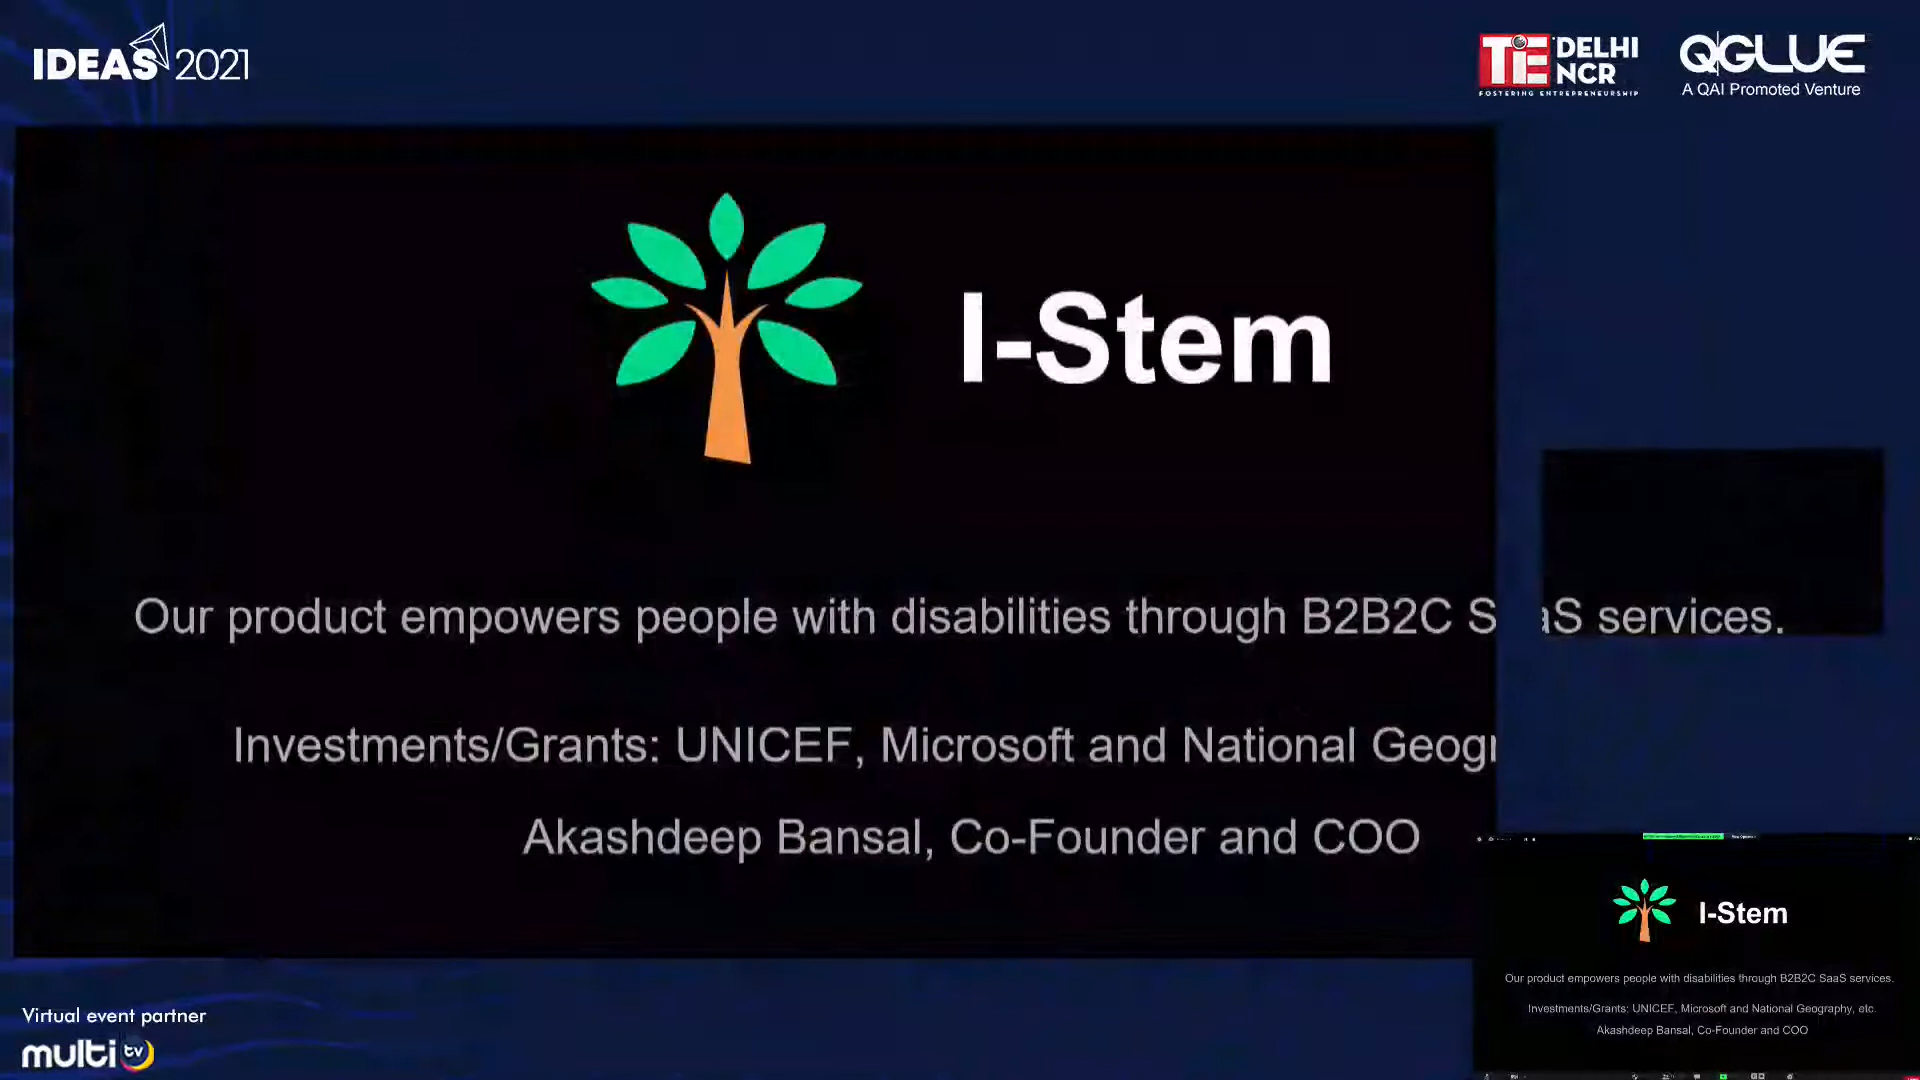 IDEAS 2021
TiE DELHI NCR
FOSTERING ENTREPRENEURSHIP
QGLUE
A QAI Promoted Venture
I-Stem
Our product empowers people with disabilities through B2B2C S aS services.
Investments/Grants: UNICEF, Microsoft and National Geogr
Akashdeep Bansal, Co-Founder and COO
I-Stem
Our product empowers people with disabilities through B2B2C SaaS services.
Investments/Grants: UNICEF, Microsoft and National Geography, etc.
Akashdeep Bansal, Co-Founder and COO
Virtual event partner
multi tv